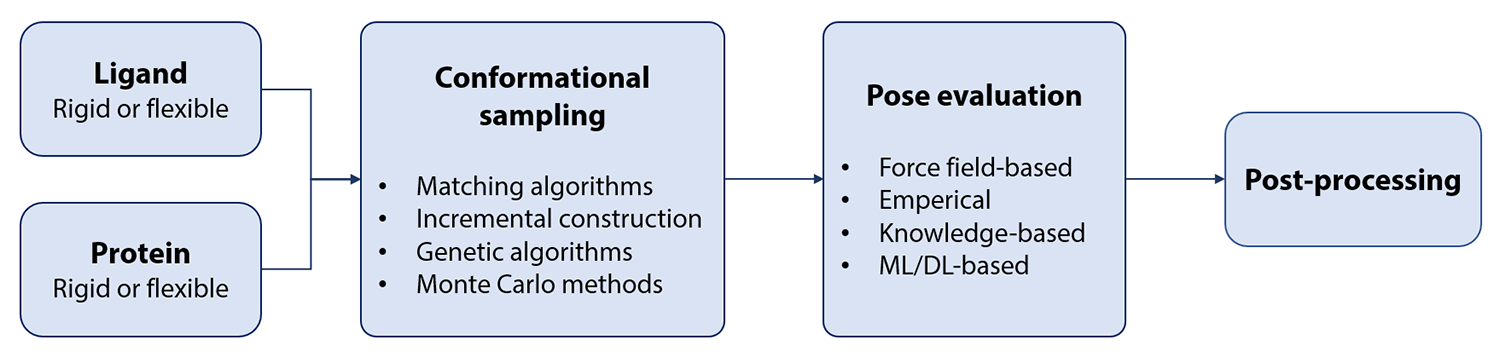 Ligand
Rigid or flexible
Protein
Rigid or flexible
Conformational
sampling
• Matching algorithms
• Incremental construction
• Genetic algorithms
• Monte Carlo methods
Pose evaluation
• Force field-based
• Emperical
• Knowledge-based
• ML/DL-based
Post-processing